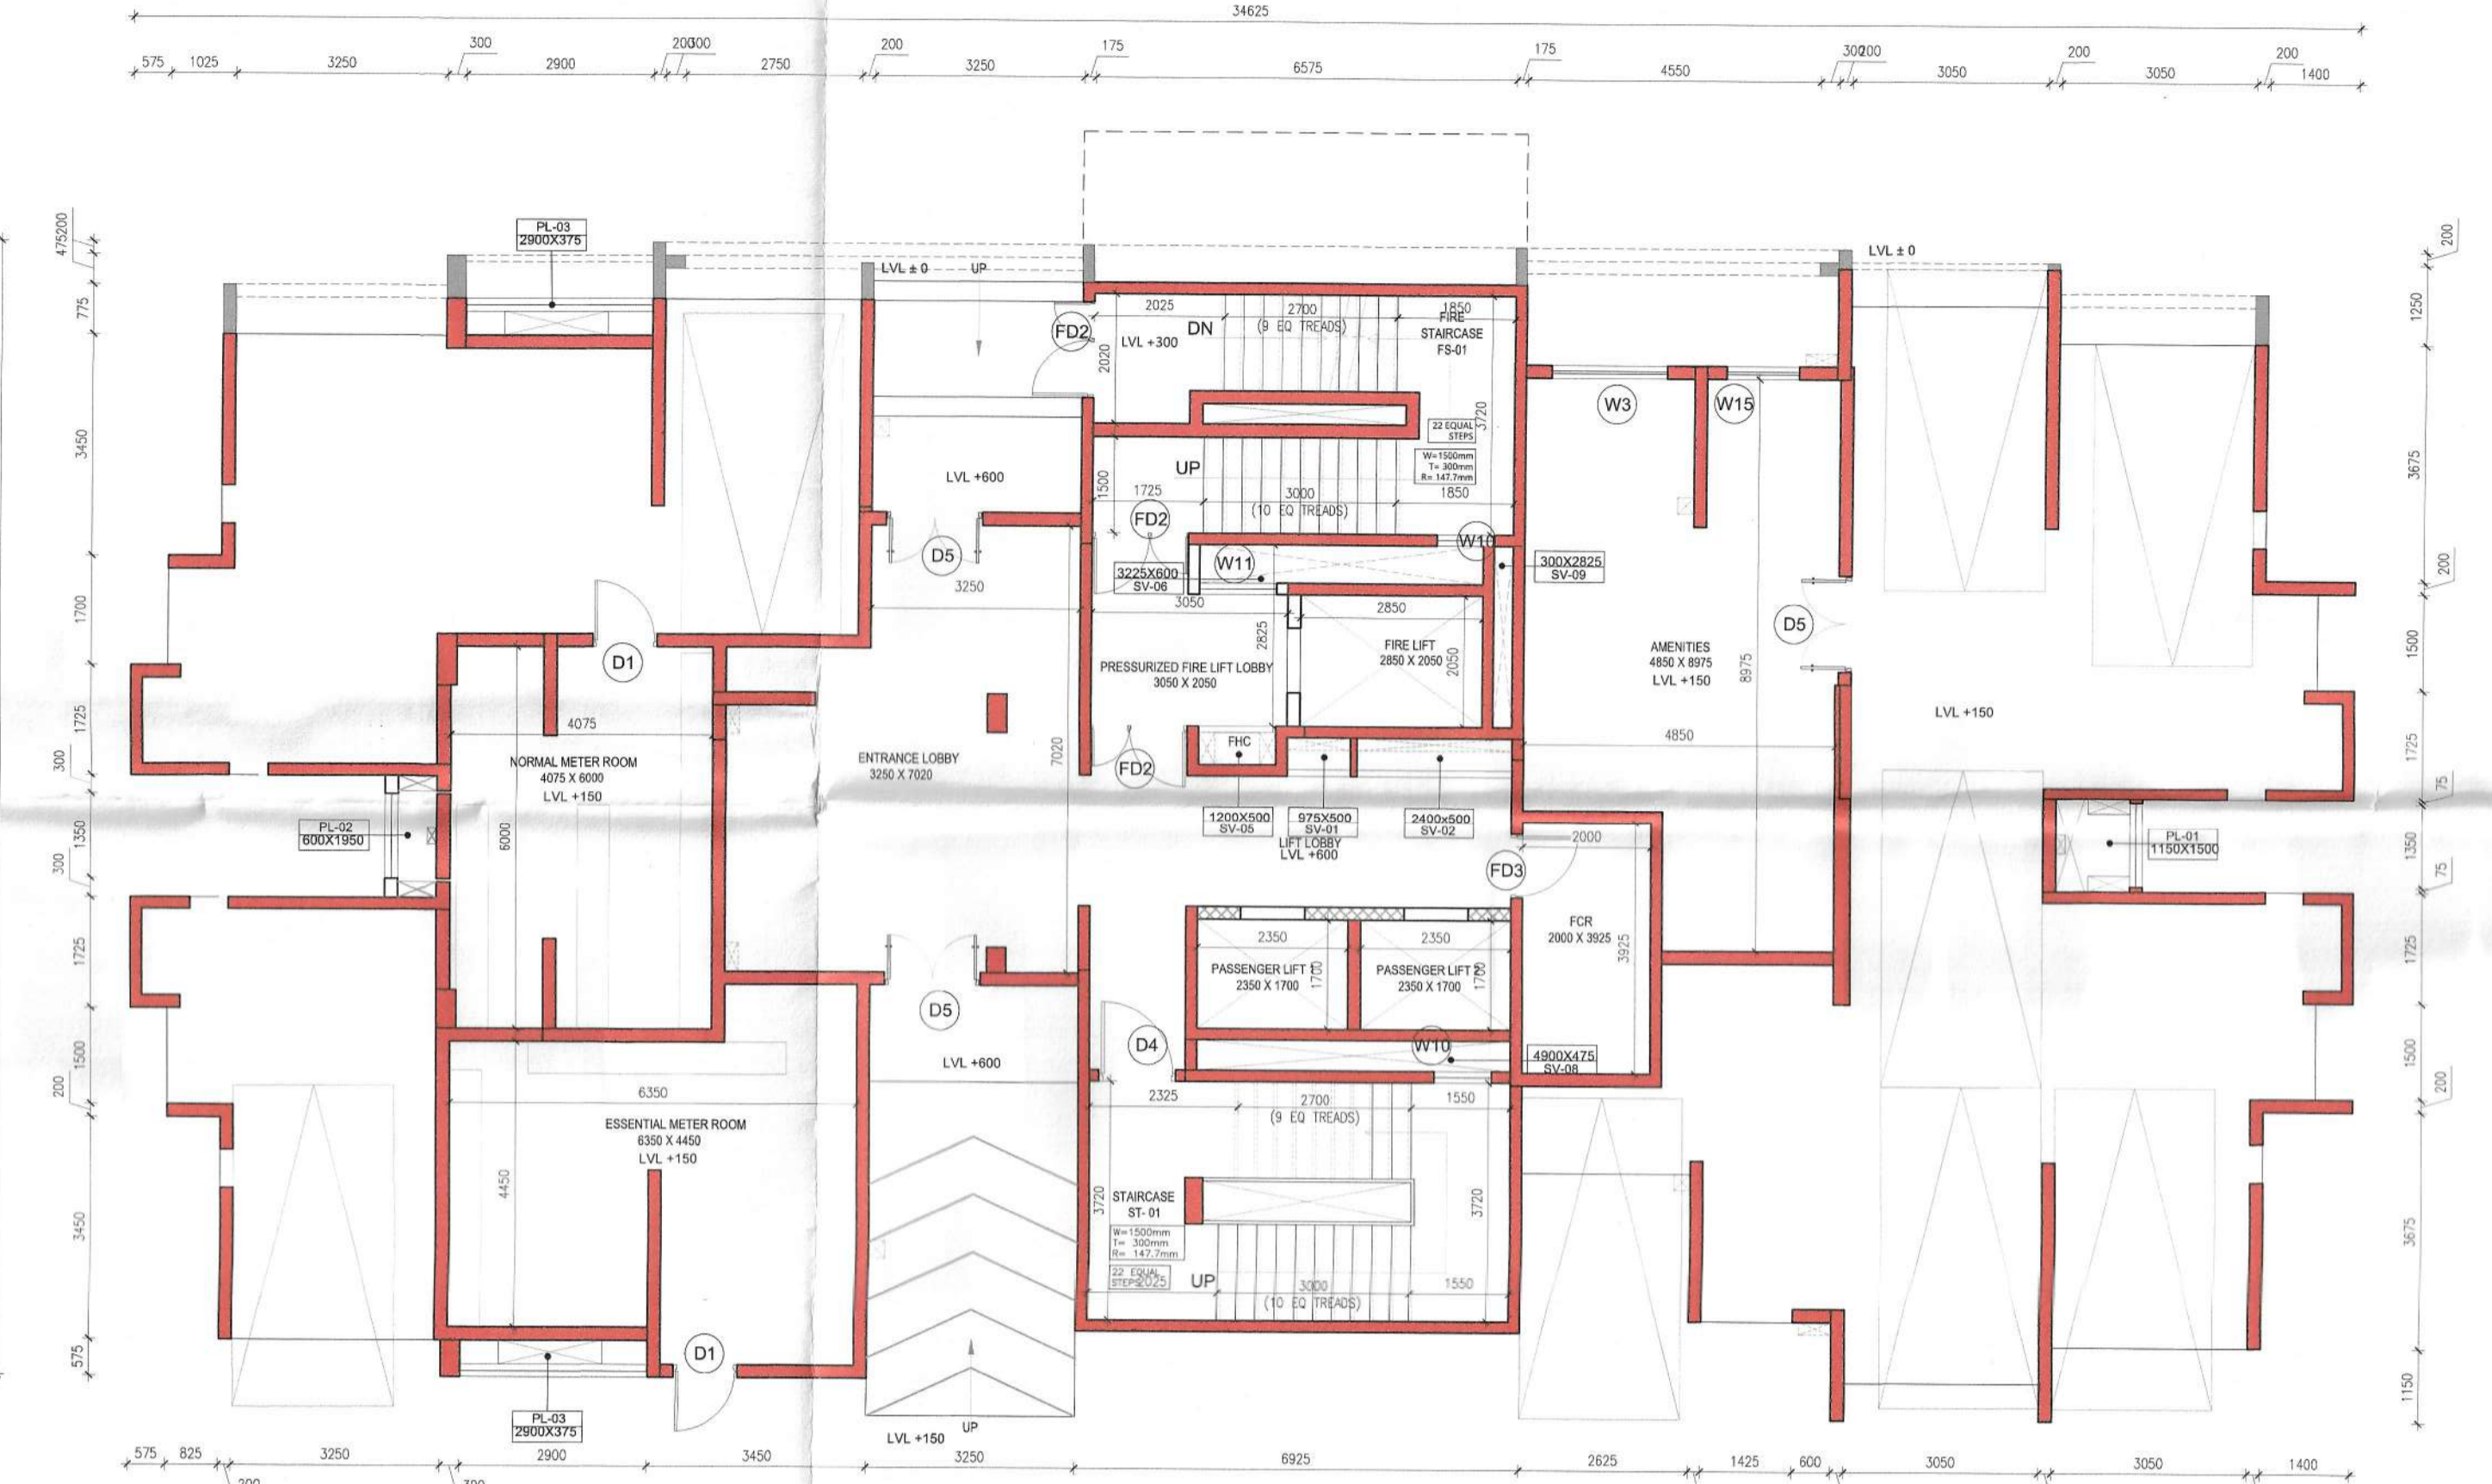 34625
575 1025 3250 300 2900 200 300 2750 200 3250 175 6575 175 4550 300 200 3050 200 3050 200 1400
475 200
775
3450
1700
1725
300
1350
300
1725
1500
200
3450
575
PL-03
2900X375
LVL ± 0
UP
LVL ± 0
FD2
2025
2700
(9 EQ TREADS)
1850
DN
LVL +300
2020
FIRE
STAIRCASE
FS-01
3720
22 EQUAL
STEPS
W=1500mm
T= 300mm
R= 147.7mm
UP
1500
1725
3000
(10 EQ TREADS)
1850
LVL +600
W3
W15
FD2
D5
3250
W10
W11
3225X600
SV-06
300X2825
SV-09
3050
2850
2825
FIRE LIFT
2850 X 2050
2050
PRESSURIZED FIRE LIFT LOBBY
3050 X 2050
D5
AMENITIES
4850 X 8975
LVL +150
8975
4850
LVL +150
D1
4075
NORMAL METER ROOM
4075 X 6000
LVL +150
6000
ENTRANCE LOBBY
3250 X 7020
7020
FHC
FD2
PL-02
600X1950
1200X500
SV-05
975X500
SV-01
2400x500
SV-02
LIFT LOBBY
LVL +600
2000
FD3
PL-01
1150X1500
FCR
2000 X 3925
3925
2350
2350
PASSENGER LIFT 1
2350 X 1700
1700
PASSENGER LIFT 2
2350 X 1700
1700
D5
D4
W10
4900X475
SV-08
LVL +600
6350
ESSENTIAL METER ROOM
6350 X 4450
LVL +150
4450
2325
2700
(9 EQ TREADS)
1550
3720
STAIRCASE
ST- 01
W=1500mm
T= 300mm
R= 147.7mm
22 EQUAL
STEPS
2025
UP
3000
(10 EQ TREADS)
1550
3720
D1
PL-03
2900X375
LVL +150
UP
200
1250
3675
200
1500
1725
75
1350
75
1725
1500
200
3675
1150
575 825 3250 2900 3450 3250 6925 2625 1425 600 3050 3050 1400
200 300